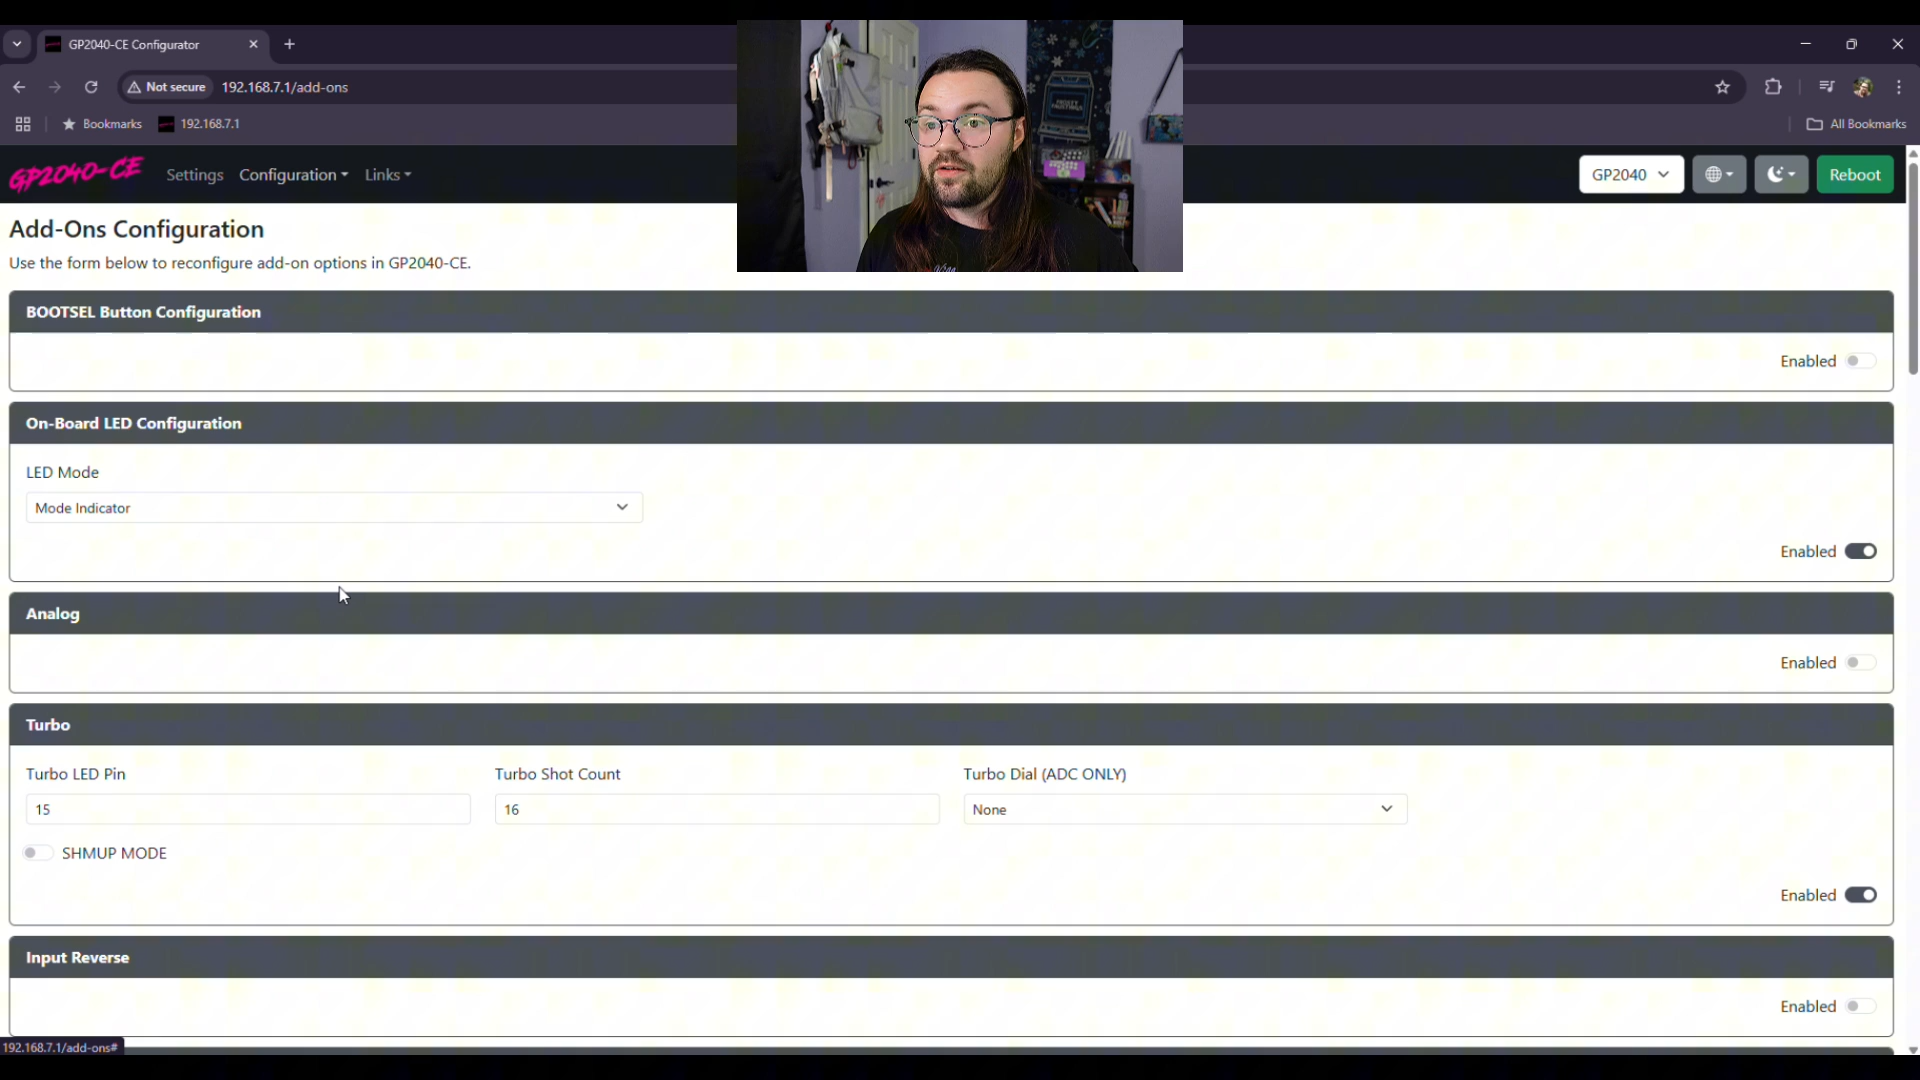 GP2040-CE Configurator
Not secure
192.168.7.1/add-ons
Bookmarks
192.168.7.1
All Bookmarks
GP2040-CE
Settings
Configuration
Links
GP2040
Reboot
Add-Ons Configuration
Use the form below to reconfigure add-on options in GP2040-CE.
BOOTSEL Button Configuration
Enabled
On-Board LED Configuration
LED Mode
Mode Indicator
Enabled
Analog
Enabled
Turbo
Turbo LED Pin
Turbo Shot Count
Turbo Dial (ADC ONLY)
15
16
None
SHMUP MODE
Enabled
Input Reverse
Enabled
192.168.7.1/add-ons#